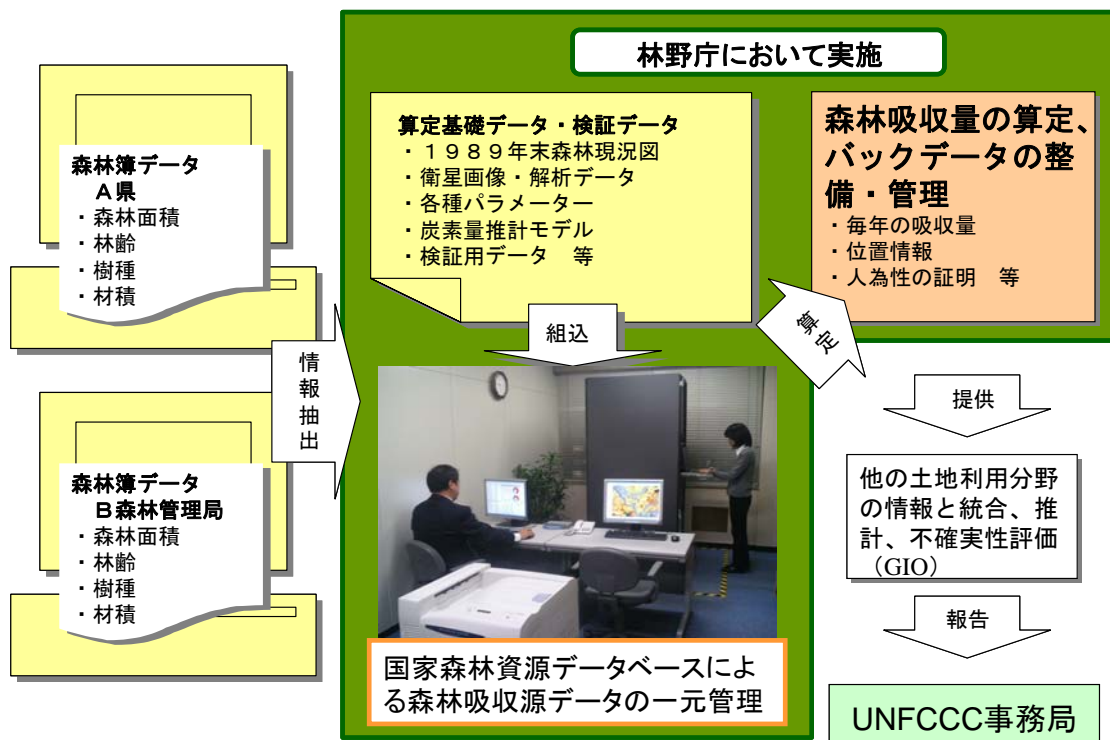 林野庁において実施
森林簿データ
A県
・森林面積
・林齢
・樹種
・材積
森林簿データ
B森林管理局
・森林面積
・林齢
・樹種
・材積
情報抽出
算定基礎データ・検証データ
・１９８９年末森林現況図
・衛星画像・解析データ
・各種パラメーター
・炭素量推計モデル
・検証用データ　等
組込
国家森林資源データベースによ
る森林吸収源データの一元管理
算定
森林吸収量の算定、
バックデータの整
備・管理
・毎年の吸収量
・位置情報
・人為性の証明　等
提供
他の土地利用分野
の情報と統合、推
計、不確実性評価
（GIO）
報告
UNFCCC事務局